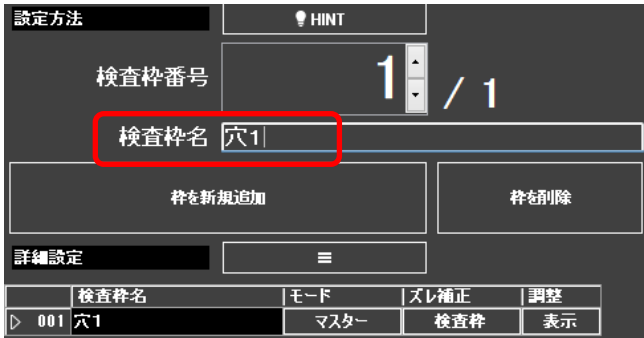 設定方法 HINT
検査枠番号 1 / 1
検査枠名 穴1
枠を新規追加 枠を削除
詳細設定 ≡
検査枠名 モード ズレ補正 調整
001 穴1 マスター 検査枠 表示